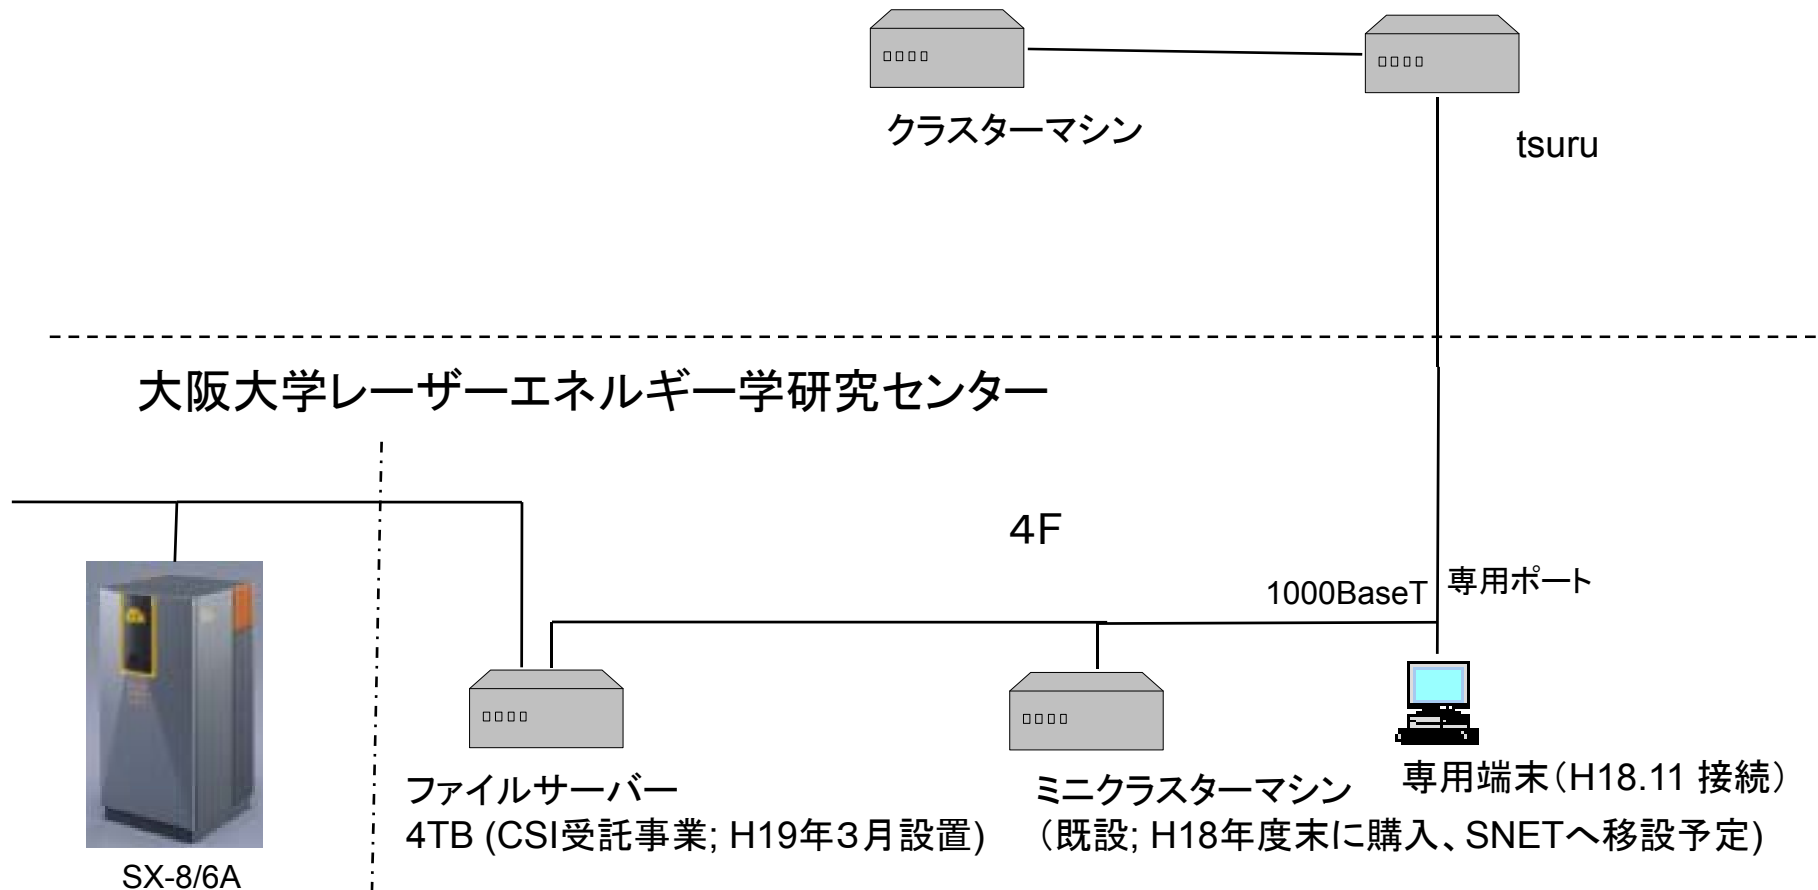 クラスターマシン
tsuru
大阪大学レーザーエネルギー学研究センター
４F
1000BaseT
専用ポート
ファイルサーバー
4TB (CSI受託事業; H19年３月設置)
ミニクラスターマシン
（既設; H18年度末に購入、SNETへ移設予定)
専用端末（H18.11 接続）
SX-8/6A